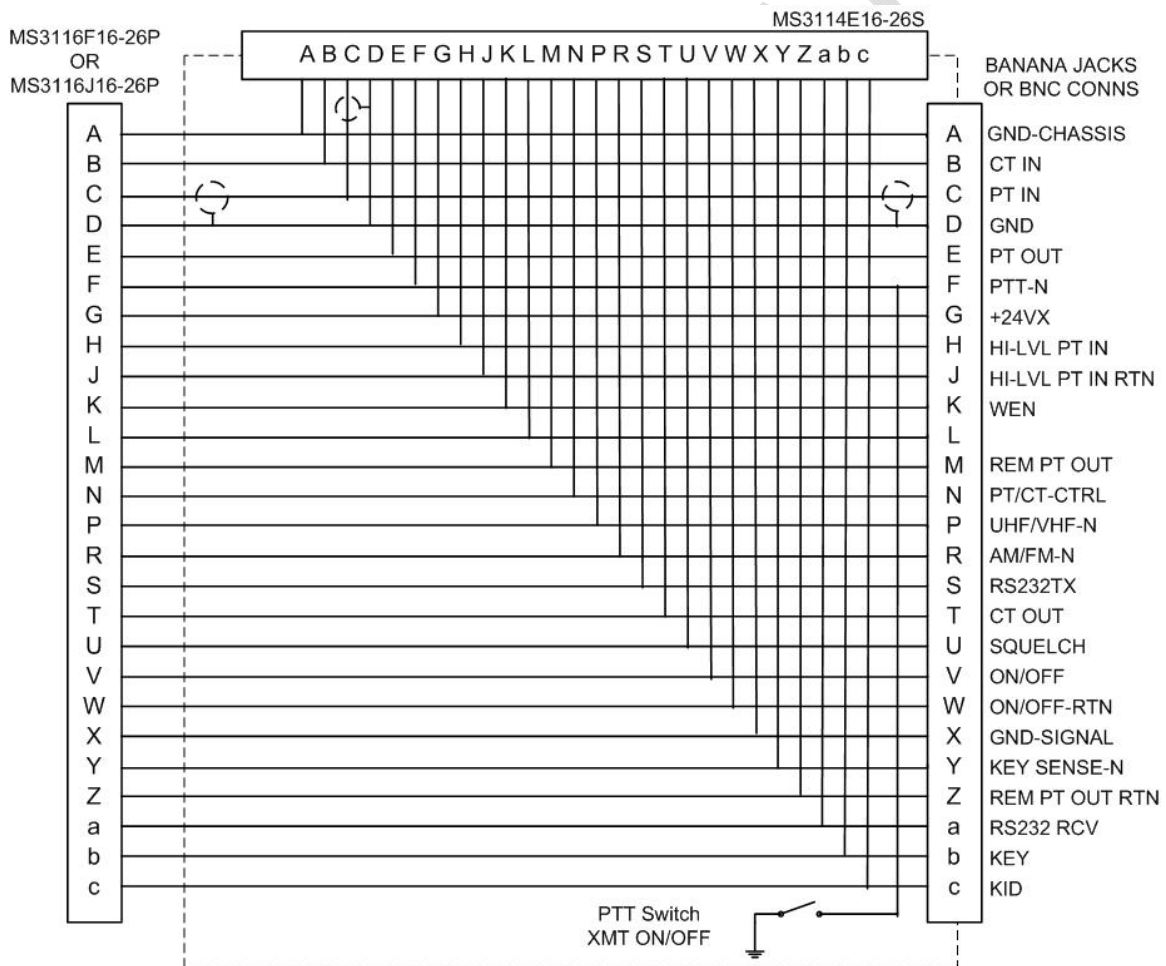 MS3114E16-26S
MS3116F16-26P
OR
MS3116J16-26P
A B C D E F G H J K L M N P R S T U V W X Y Z a b c
BANANA JACKS
OR BNC CONNS
A A GND-CHASSIS
B B CT IN
C C PT IN
D D GND
E E PT OUT
F F PTT-N
G G +24VX
H H HI-LVL PT IN
J J HI-LVL PT IN RTN
K K WEN
L L
M M REM PT OUT
N N PT/CT-CTRL
P P UHF/VHF-N
R R AM/FM-N
S S RS232TX
T T CT OUT
U U SQUELCH
V V ON/OFF
W W ON/OFF-RTN
X X GND-SIGNAL
Y Y KEY SENSE-N
Z Z REM PT OUT RTN
a a RS232 RCV
b b KEY
c c KID
PTT Switch
XMT ON/OFF